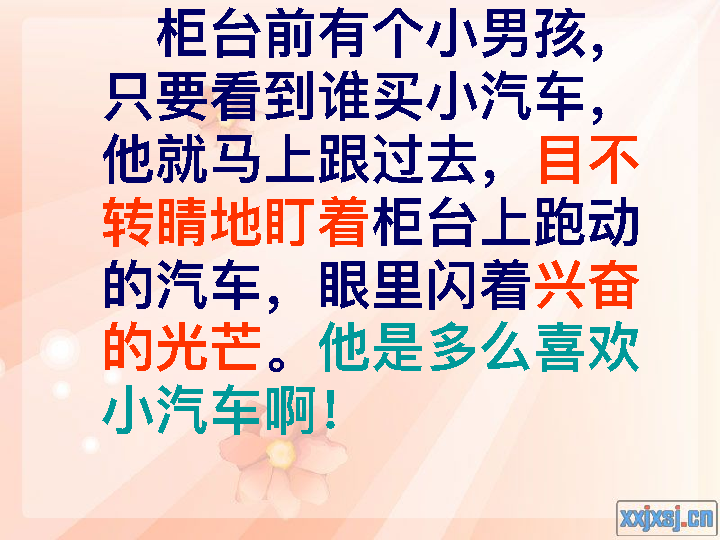 柜台前有个小男孩，
只要看到谁买小汽车，
他就马上跟过去，目不
转睛地盯着柜台上跑动
的汽车，眼里闪着兴奋
的光芒。他是多么喜欢
小汽车啊！
xxjxsj.cn